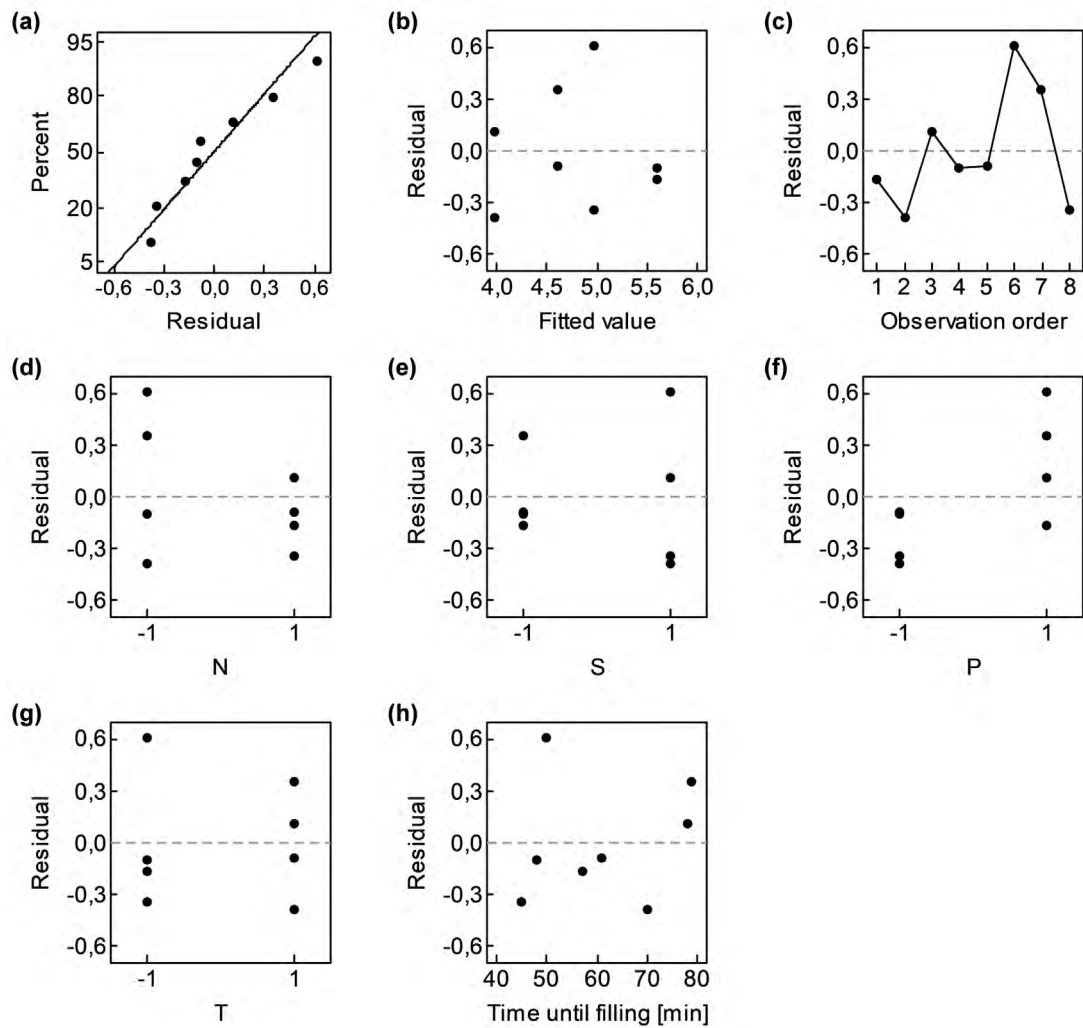 (a)
95
80
50
20
5
Percent
-0,6 -0,3 0,0 0,3 0,6
Residual
(b)
0,6
0,3
0,0
-0,3
-0,6
Residual
4,0 4,5 5,0 5,5 6,0
Fitted value
(c)
0,6
0,3
0,0
-0,3
-0,6
Residual
1 2 3 4 5 6 7 8
Observation order
(d)
0,6
0,3
0,0
-0,3
-0,6
Residual
-1 1
N
(e)
0,6
0,3
0,0
-0,3
-0,6
Residual
-1 1
S
(f)
0,6
0,3
0,0
-0,3
-0,6
Residual
-1 1
P
(g)
0,6
0,3
0,0
-0,3
-0,6
Residual
-1 1
T
(h)
0,6
0,3
0,0
-0,3
-0,6
Residual
40 50 60 70 80
Time until filling [min]